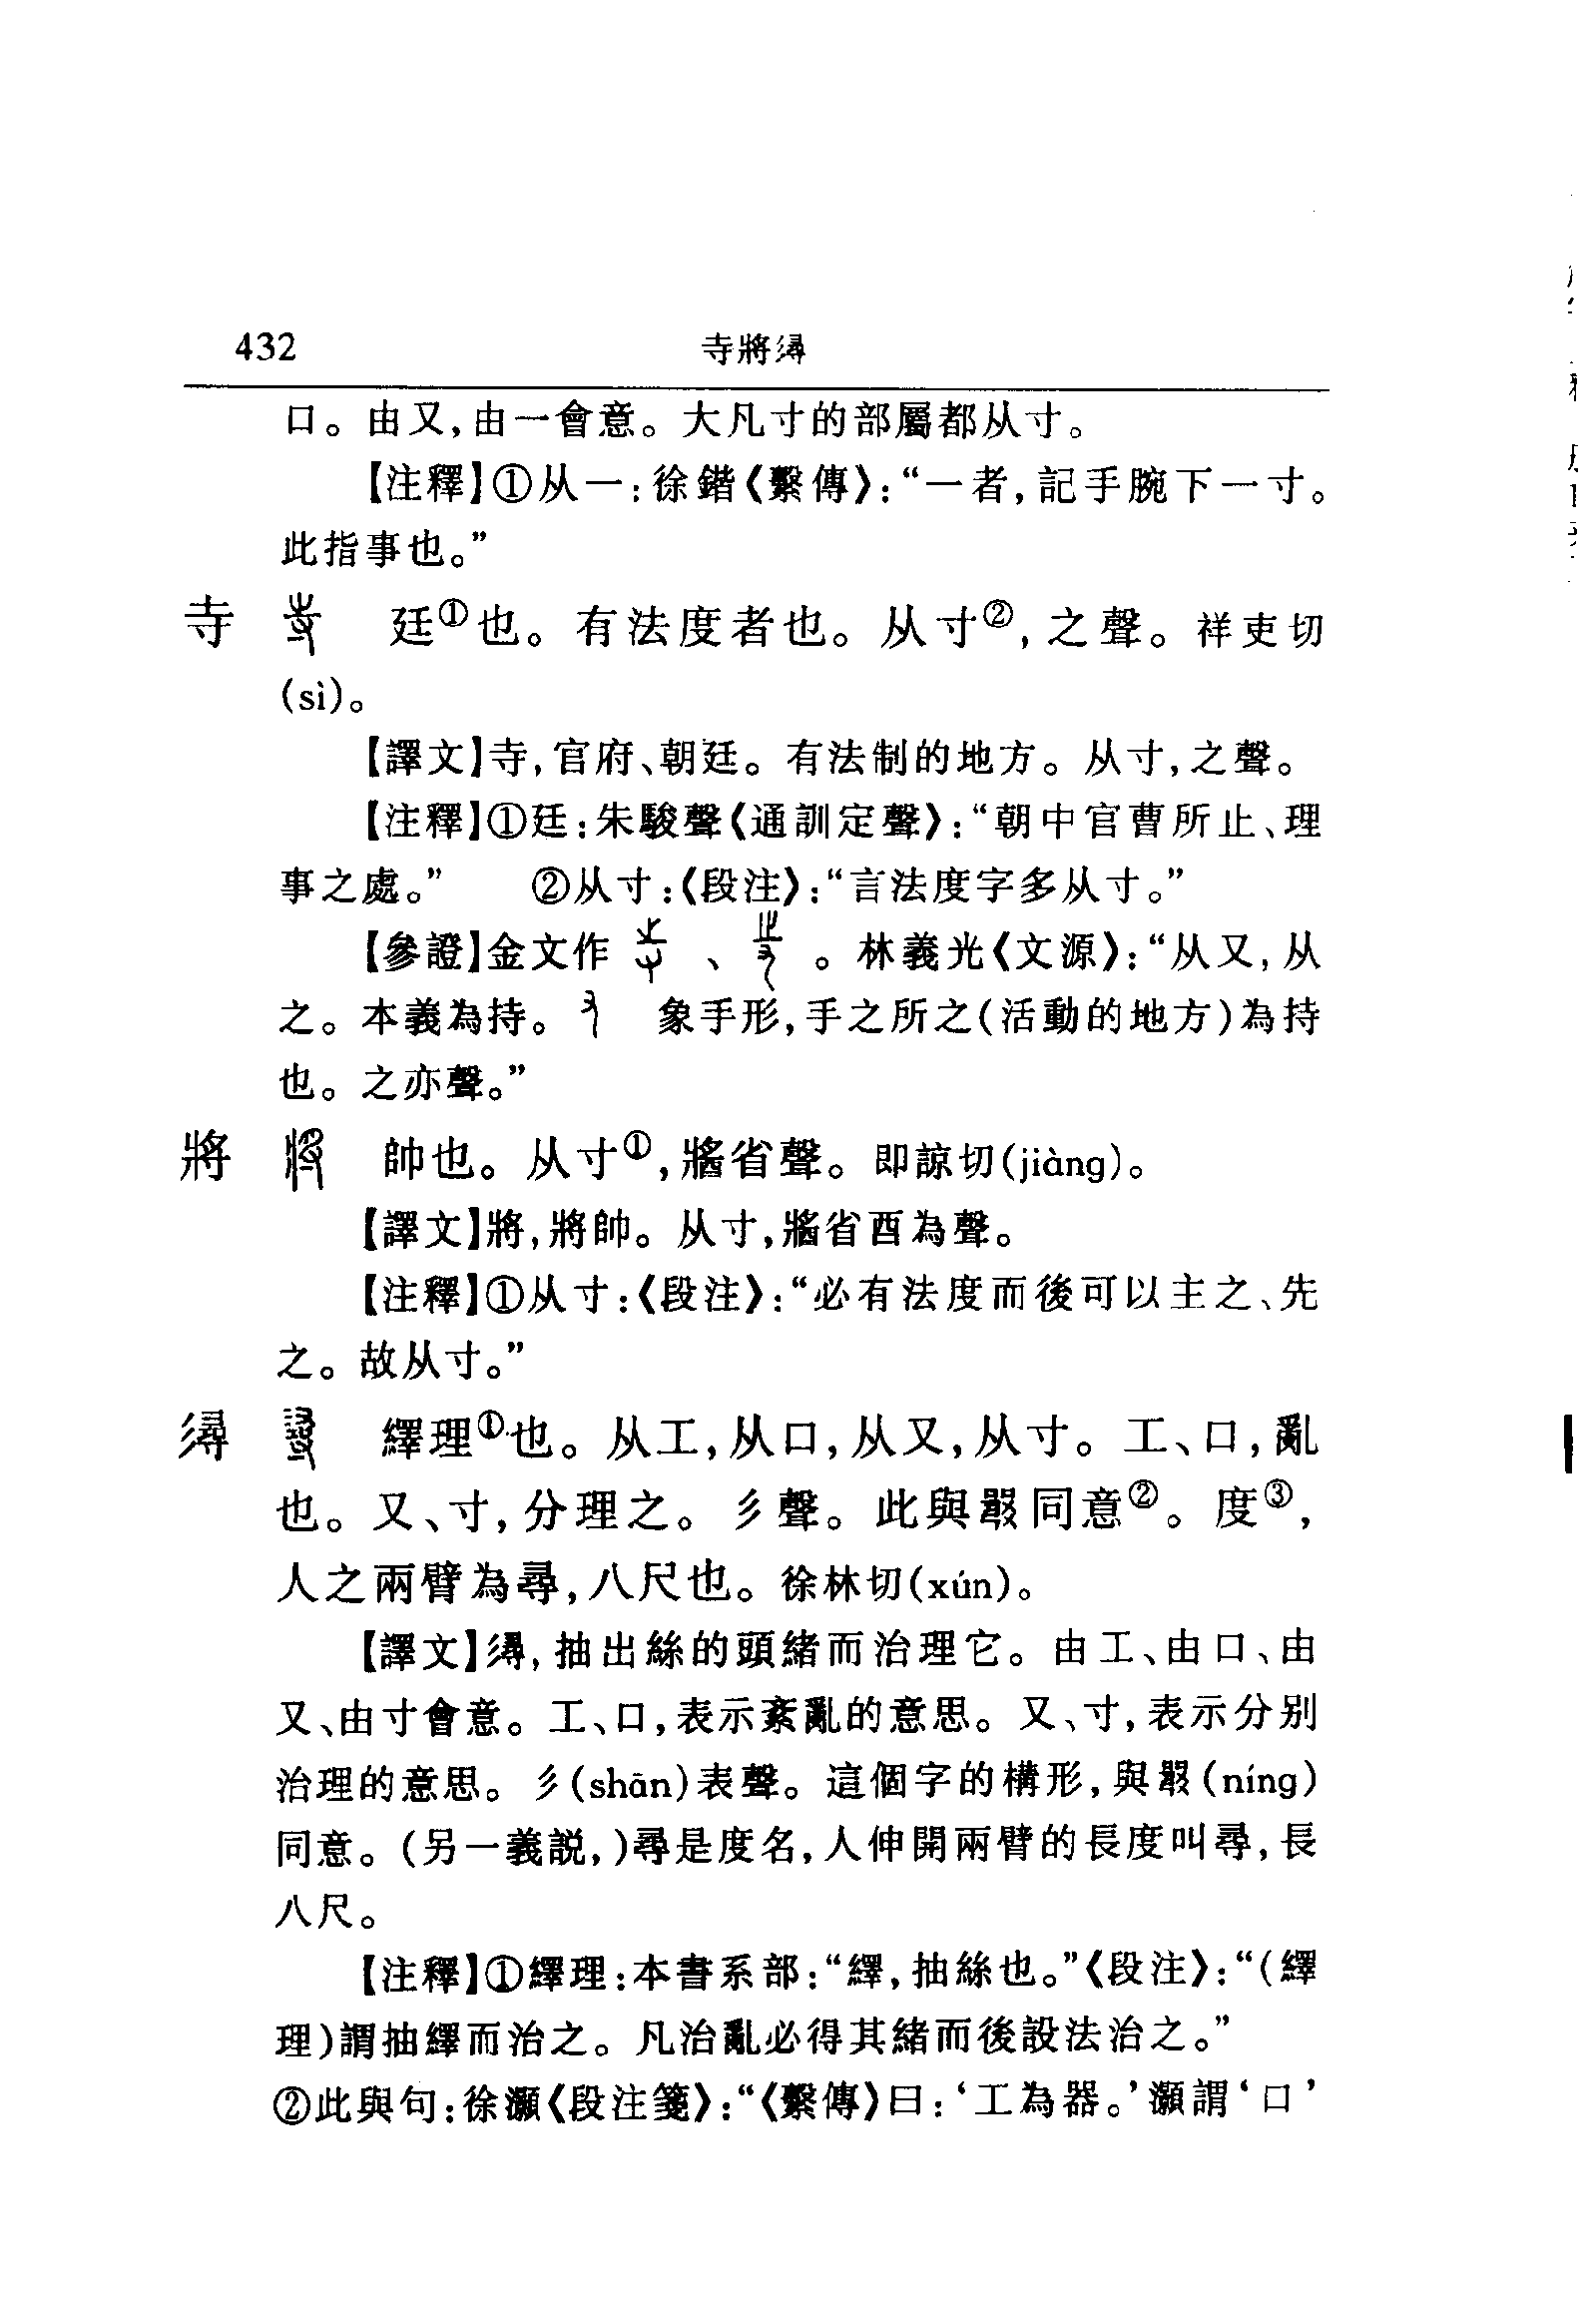 432 寺將𢒫
口。由又,由一會意。大凡寸的部屬都从寸。
【注釋】①从一:徐鍇《繫傳》:“一者,記手腕下一寸。
此指事也。”
寺 廷①也。有法度者也。从寸②,之聲。祥吏切
(sì)。
【譯文】寺,官府、朝廷。有法制的地方。从寸,之聲。
【注釋】①廷:朱駿聲《通訓定聲》:“朝中官曹所止、理
事之處。” ②从寸:《段注》:“言法度字多从寸。”
【參證】金文作 、 。林義光《文源》:“从又,从
之。本義為持。 象手形,手之所之(活動的地方)為持
也。之亦聲。”
將 帥也。从寸①,牆省聲。即諒切(jiàng)。
【譯文】將,將帥。从寸,省酉為聲。
【注釋】①从寸:《段注》:“必有法度而後可以主之、先
之。故从寸。”
𢒫 繹理①也。从工,从口,从又,从寸。工、口,亂
也。又、寸,分理之。彡聲。此與𤕦同意②。度③,
人之兩臂為尋,八尺也。徐林切(xún)。
【譯文】𢒫,抽出絲的頭緒而治理它。由工、由口、由
又、由寸會意。工、口,表示紊亂的意思。又、寸,表示分别
治理的意思。彡(shān)表聲。這個字的構形,與𤕦(níng)
同意。(另一義説,)尋是度名,人伸開兩臂的長度叫尋,長
八尺。
【注釋】①繹理:本書系部:“繹,抽絲也。”《段注》:“(繹
理)謂抽繹而治之。凡治亂必得其緒而後設法治之。”
②此與句:徐灝《段注箋》:“《繫傳》曰:‘工為器。’灝謂‘口’